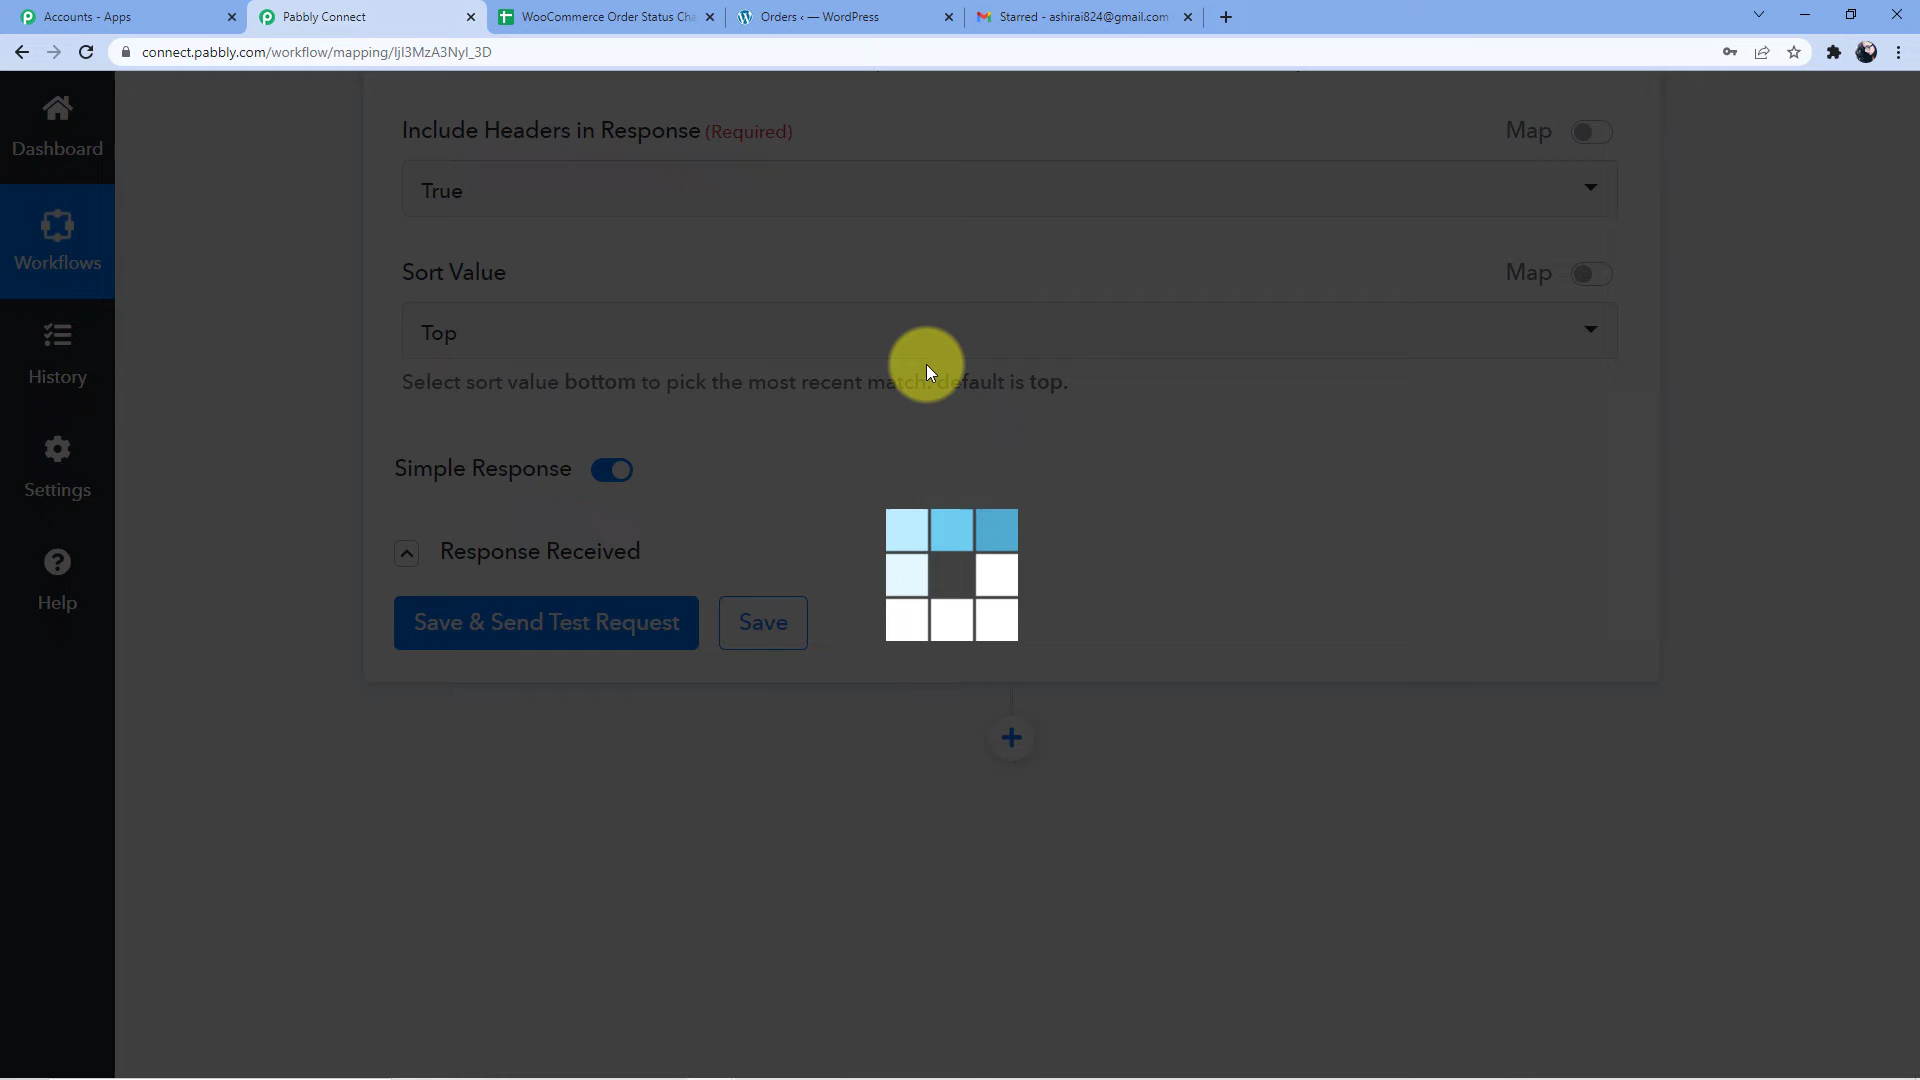 Accounts - Apps
Pabbly Connect
WooCommerce Order Status Cha
Orders ‹ — WordPress
Starred - ashirai824@gmail.com
connect.pabbly.com/workflow/mapping/IjI3MzA3NyI_3D
Dashboard
Workflows
History
Settings
Help
Include Headers in Response (Required)
Map
True
Sort Value
Map
Top
Select sort value bottom to pick the most recent match. default is top.
Simple Response
Response Received
Save & Send Test Request
Save